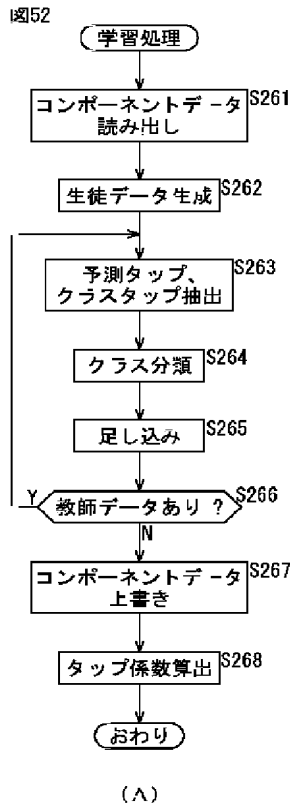 図52
学習処理
コンポーネントデータ
読み出し
S261
生徒データ生成
S262
予測タップ、
クラスタップ抽出
S263
クラス分類
S264
足し込み
S265
教師データあり？
S266
Y
N
コンポーネントデータ
上書き
S267
タップ係数算出
S268
おわり
(A)